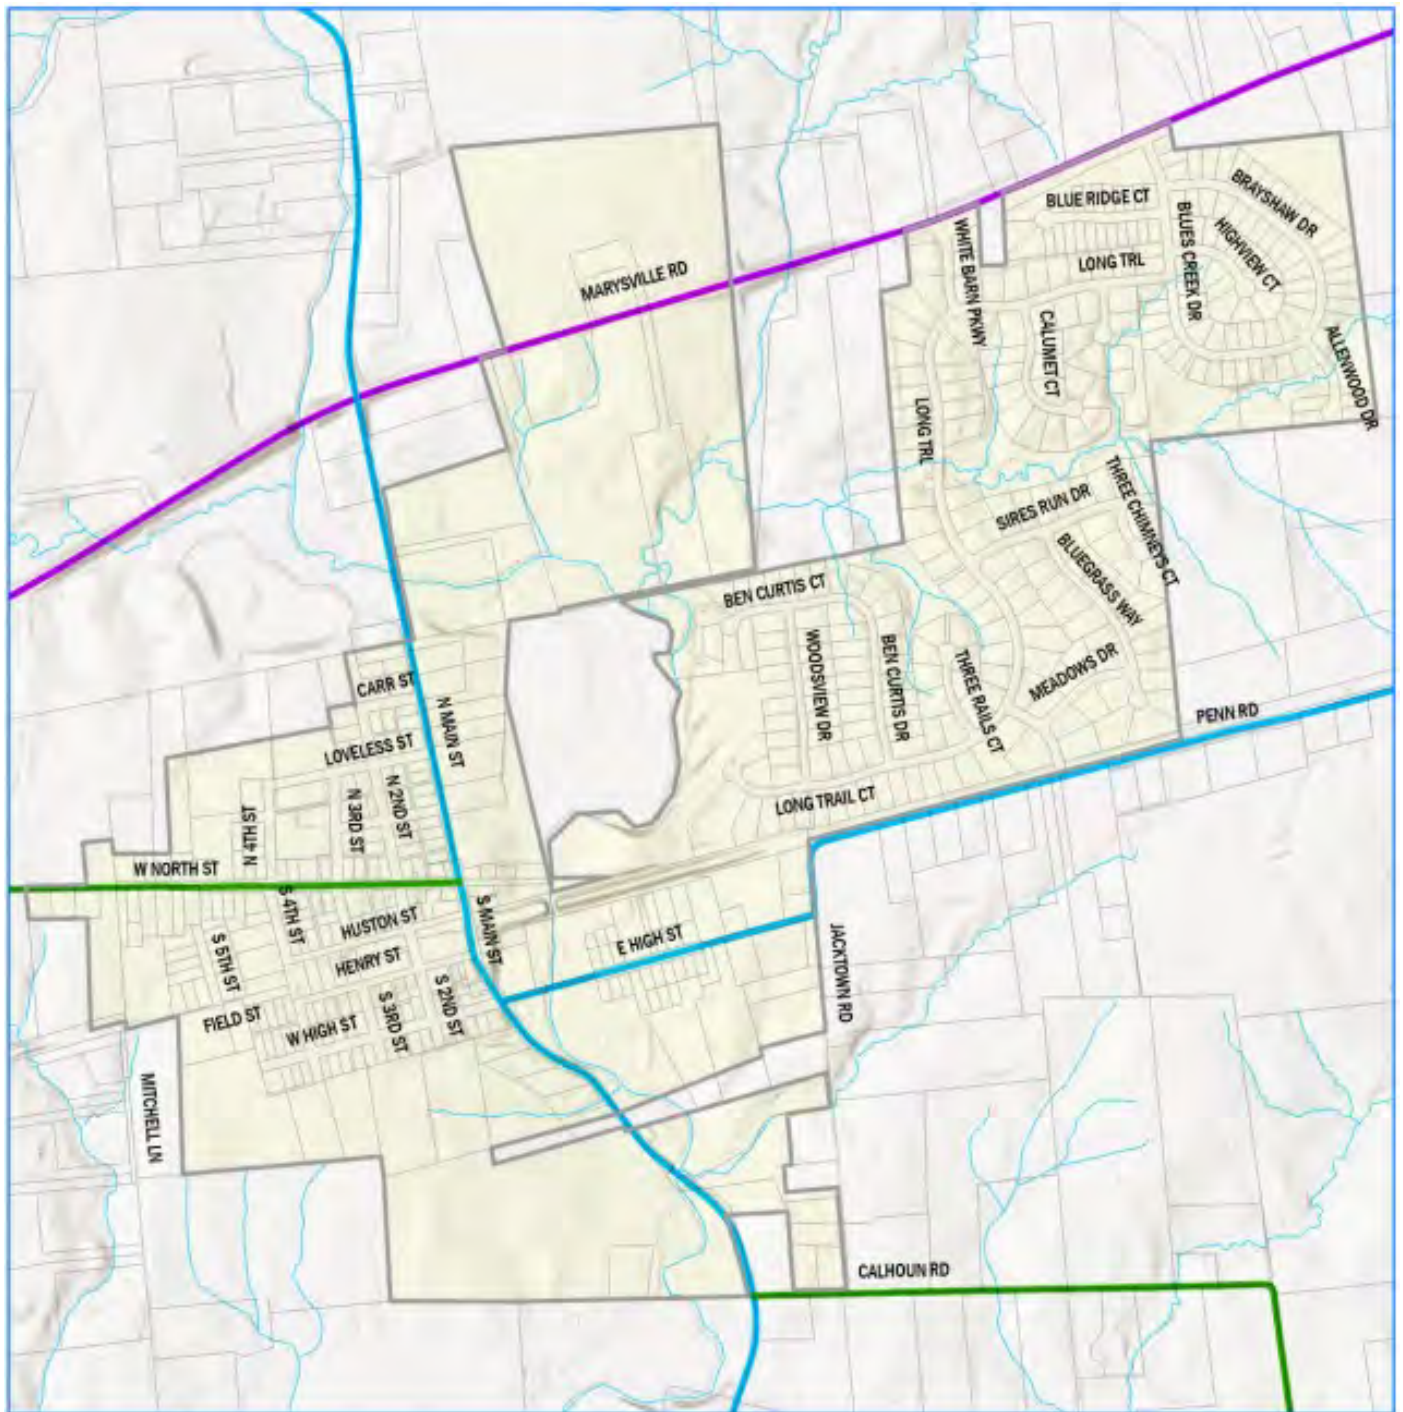 BLUE RIDGE CT
BRAYSHAW DR
BLUES CREEK DR
HIGHVIEW CT
WHITE BARN PKWY
LONG TRL
MARYSVILLE RD
CALUMET CT
ALLENWOOD DR
LONG TRL
THREE CHIMNEYS CT
SIRES RUN DR
BLUEGRASS WAY
BEN CURTIS CT
WOODSVIEW DR
BEN CURTIS DR
THREE RAILS CT
MEADOWS DR
CARR ST
N MAIN ST
PENN RD
LOVELESS ST
N 2ND ST
N 3RD ST
N 4TH ST
LONG TRAIL CT
W NORTH ST
S 4TH ST
HUSTON ST
S MAIN ST
E HIGH ST
S 5TH ST
HENRY ST
JACKTOWN RD
FIELD ST
W HIGH ST
S 3RD ST
S 2ND ST
MITCHELL LN
CALHOUN RD